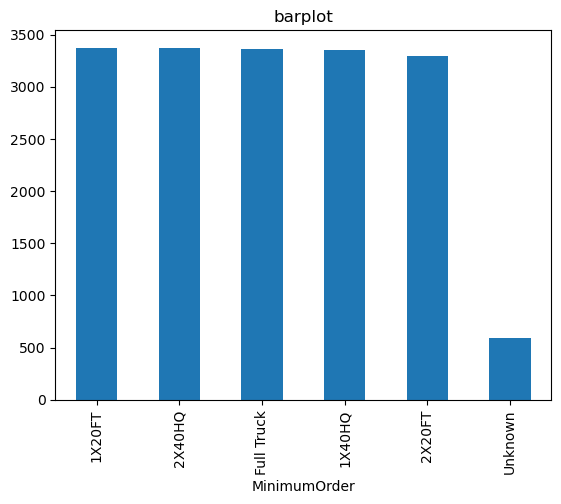 barplot
3500
3000
2500
2000
1500
1000
500
0
1X20FT
2X40HQ
Full Truck
1X40HQ
2X20FT
Unknown
MinimumOrder